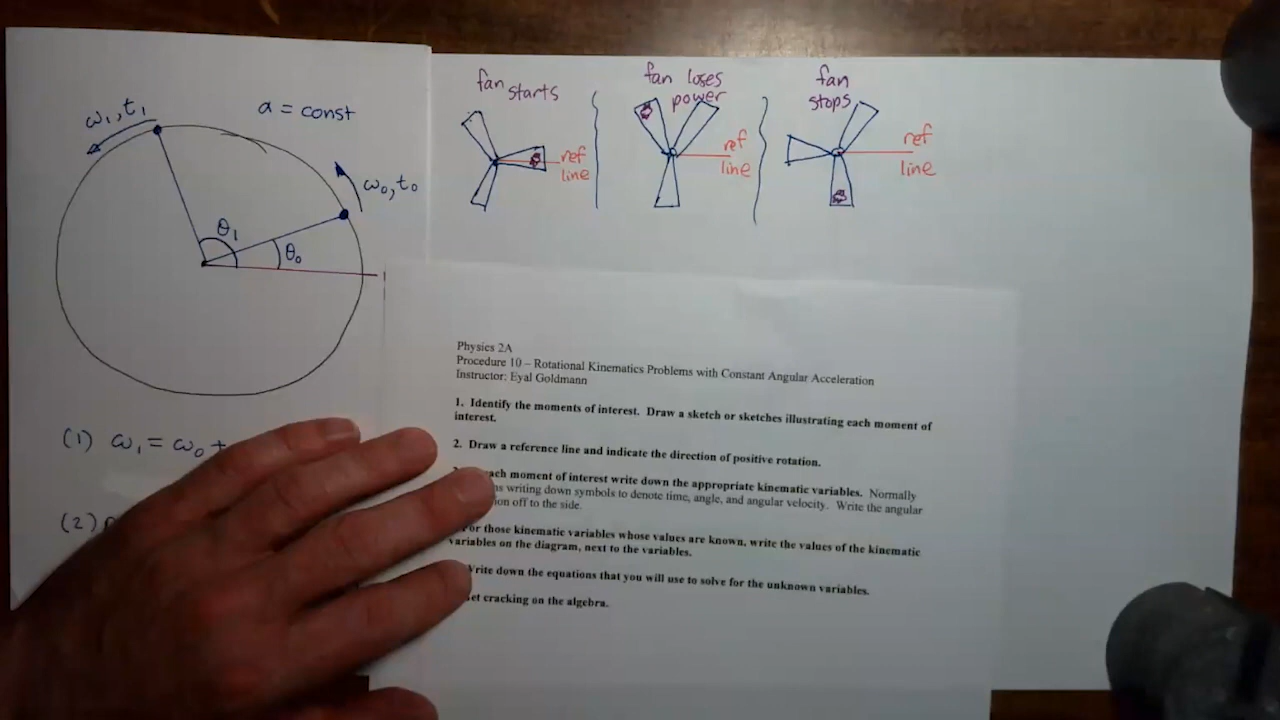 ω₁, t₁
a = const
ω₀, t₀
θ₁
θ₀
(1) ω₁ = ω₀ +
(2)
fan starts
ref
line
fan loses
power
ref
line
fan
stops
ref
line
Physics 2A
Procedure 10 – Rotational Kinematics Problems with Constant Angular Acceleration
Instructor: Eyal Goldmann
1. Identify the moments of interest. Draw a sketch or sketches illustrating each moment of
interest.
2. Draw a reference line and indicate the direction of positive rotation.
each moment of interest write down the appropriate kinematic variables. Normally
writing down symbols to denote time, angle, and angular velocity. Write the angular
off to the side.
For those kinematic variables whose values are known, write the values of the kinematic
variables on the diagram, next to the variables.
Write down the equations that you will use to solve for the unknown variables.
cracking on the algebra.